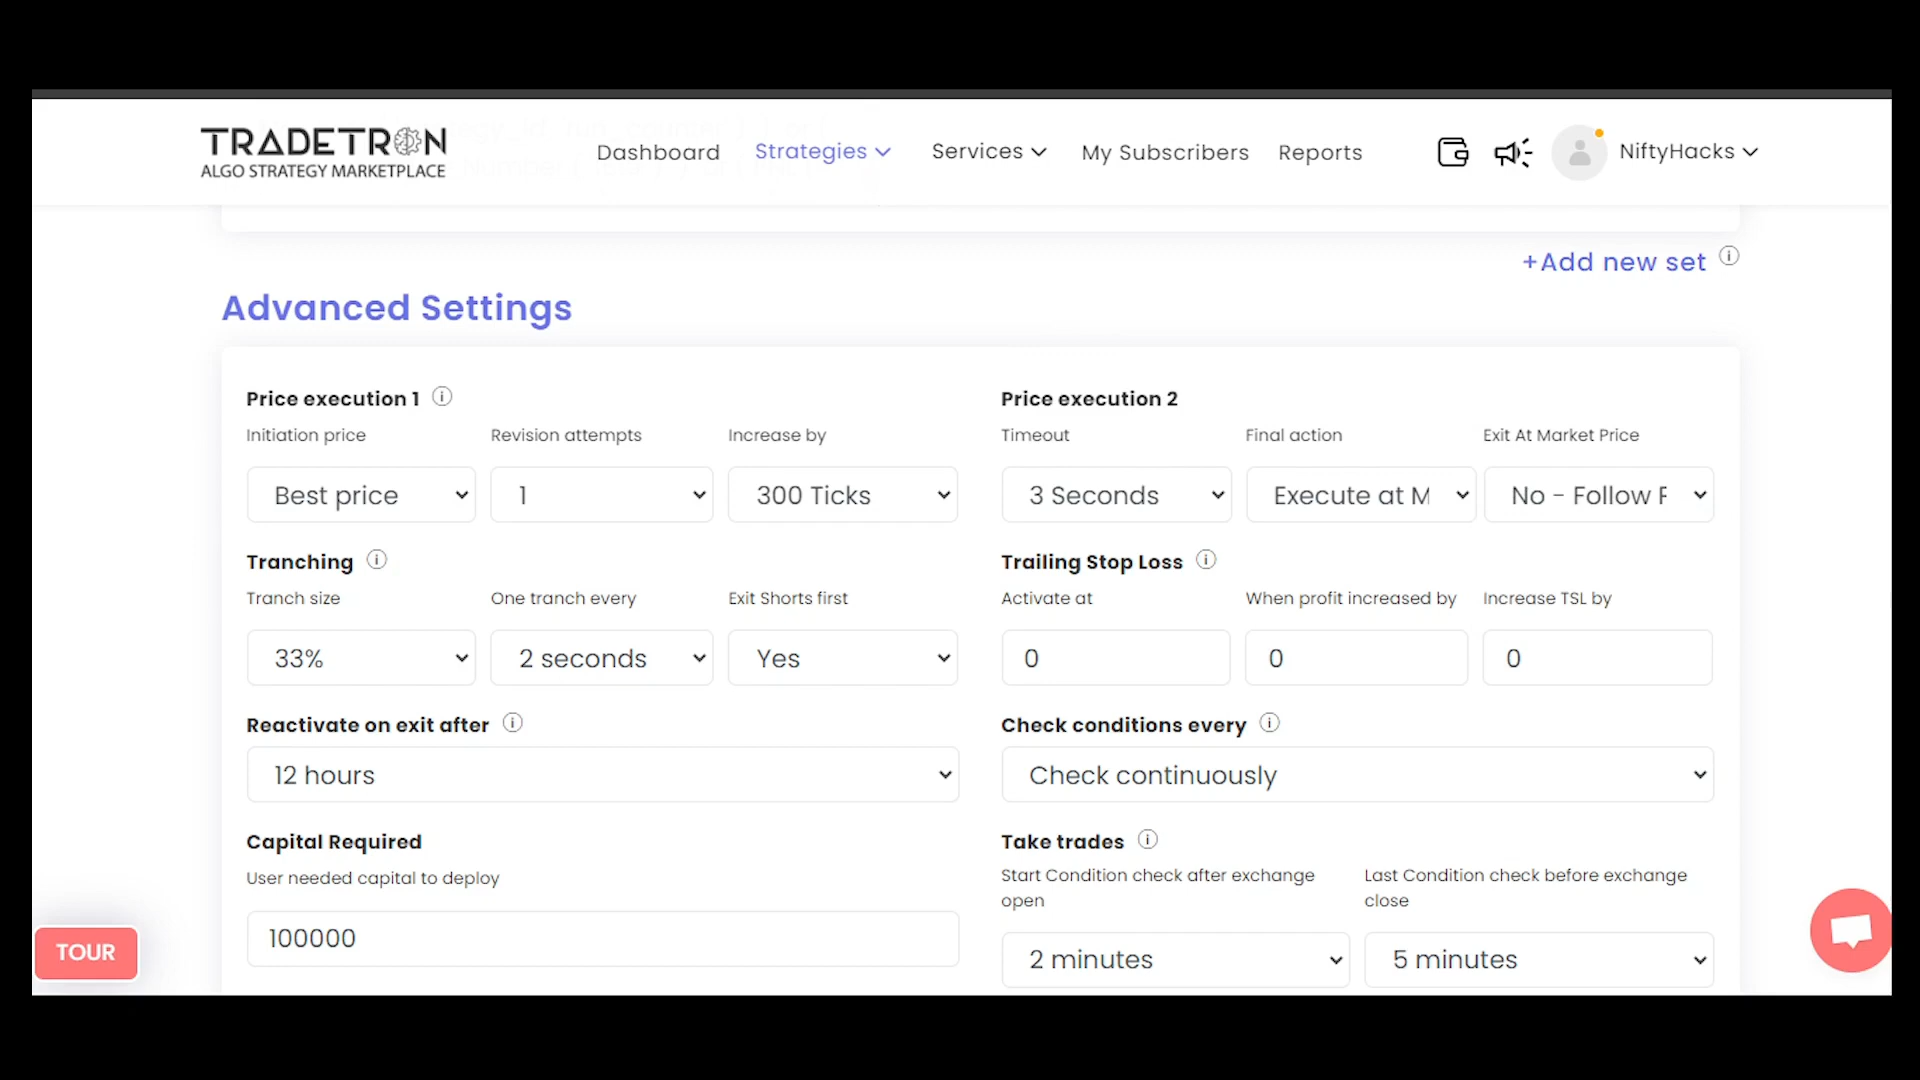 TRADETRON
ALGO STRATEGY MARKETPLACE
Dashboard Strategies Services My Subscribers Reports NiftyHacks
+Add new set
Advanced Settings
Price execution 1
Initiation price Revision attempts Increase by
Best price 1 300 Ticks
Price execution 2
Timeout Final action Exit At Market Price
3 Seconds Execute at M No - Follow F
Tranching
Tranch size One tranch every Exit Shorts first
33% 2 seconds Yes
Trailing Stop Loss
Activate at When profit increased by Increase TSL by
0 0 0
Reactivate on exit after
12 hours
Check conditions every
Check continuously
Capital Required
User needed capital to deploy
100000
Take trades
Start Condition check after exchange
open
2 minutes
Last Condition check before exchange
close
5 minutes
TOUR